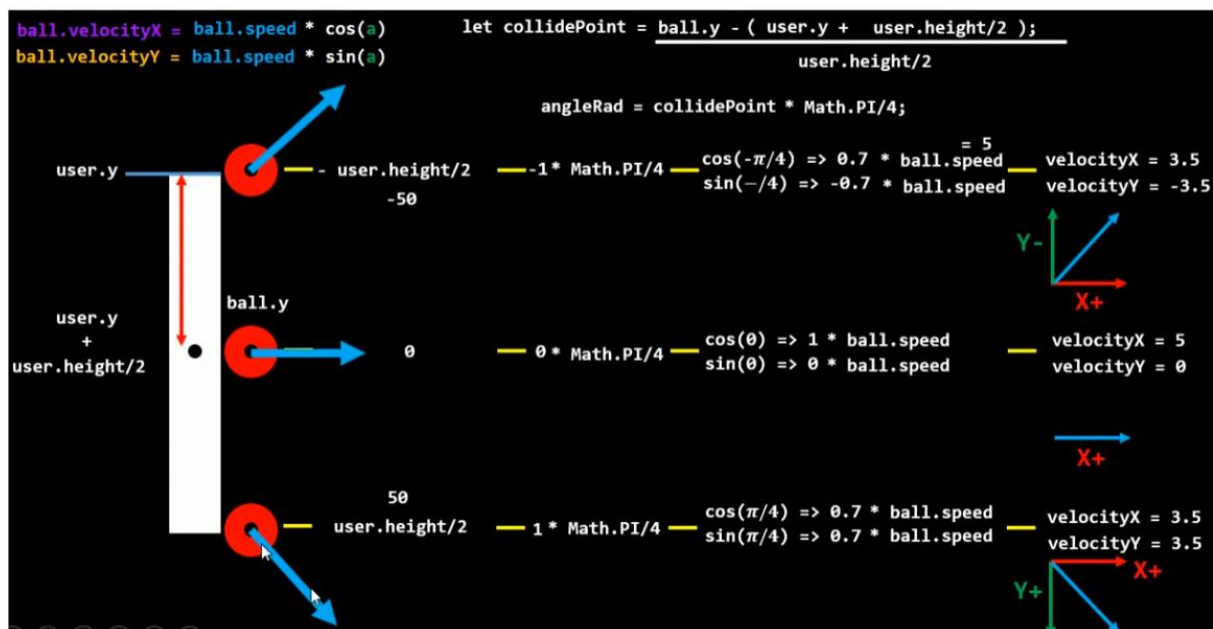 ball.velocityX = ball.speed * cos(a)
ball.velocityY = ball.speed * sin(a)
let collidePoint = ball.y - ( user.y + user.height/2 );
user.height/2
angleRad = collidePoint * Math.PI/4;
user.y
- user.height/2
-50
-1* Math.PI/4
= 5
cos(-π/4) => 0.7 * ball.speed
sin(−/4) => -0.7 * ball.speed
velocityX = 3.5
velocityY = -3.5
Y-
X+
ball.y
user.y
+
user.height/2
0
0* Math.PI/4
cos(0) => 1 * ball.speed
sin(0) => 0 * ball.speed
velocityX = 5
velocityY = 0
X+
50
user.height/2
1* Math.PI/4
cos(π/4) => 0.7 * ball.speed
sin(π/4) => 0.7 * ball.speed
velocityX = 3.5
velocityY = 3.5
X+
Y+